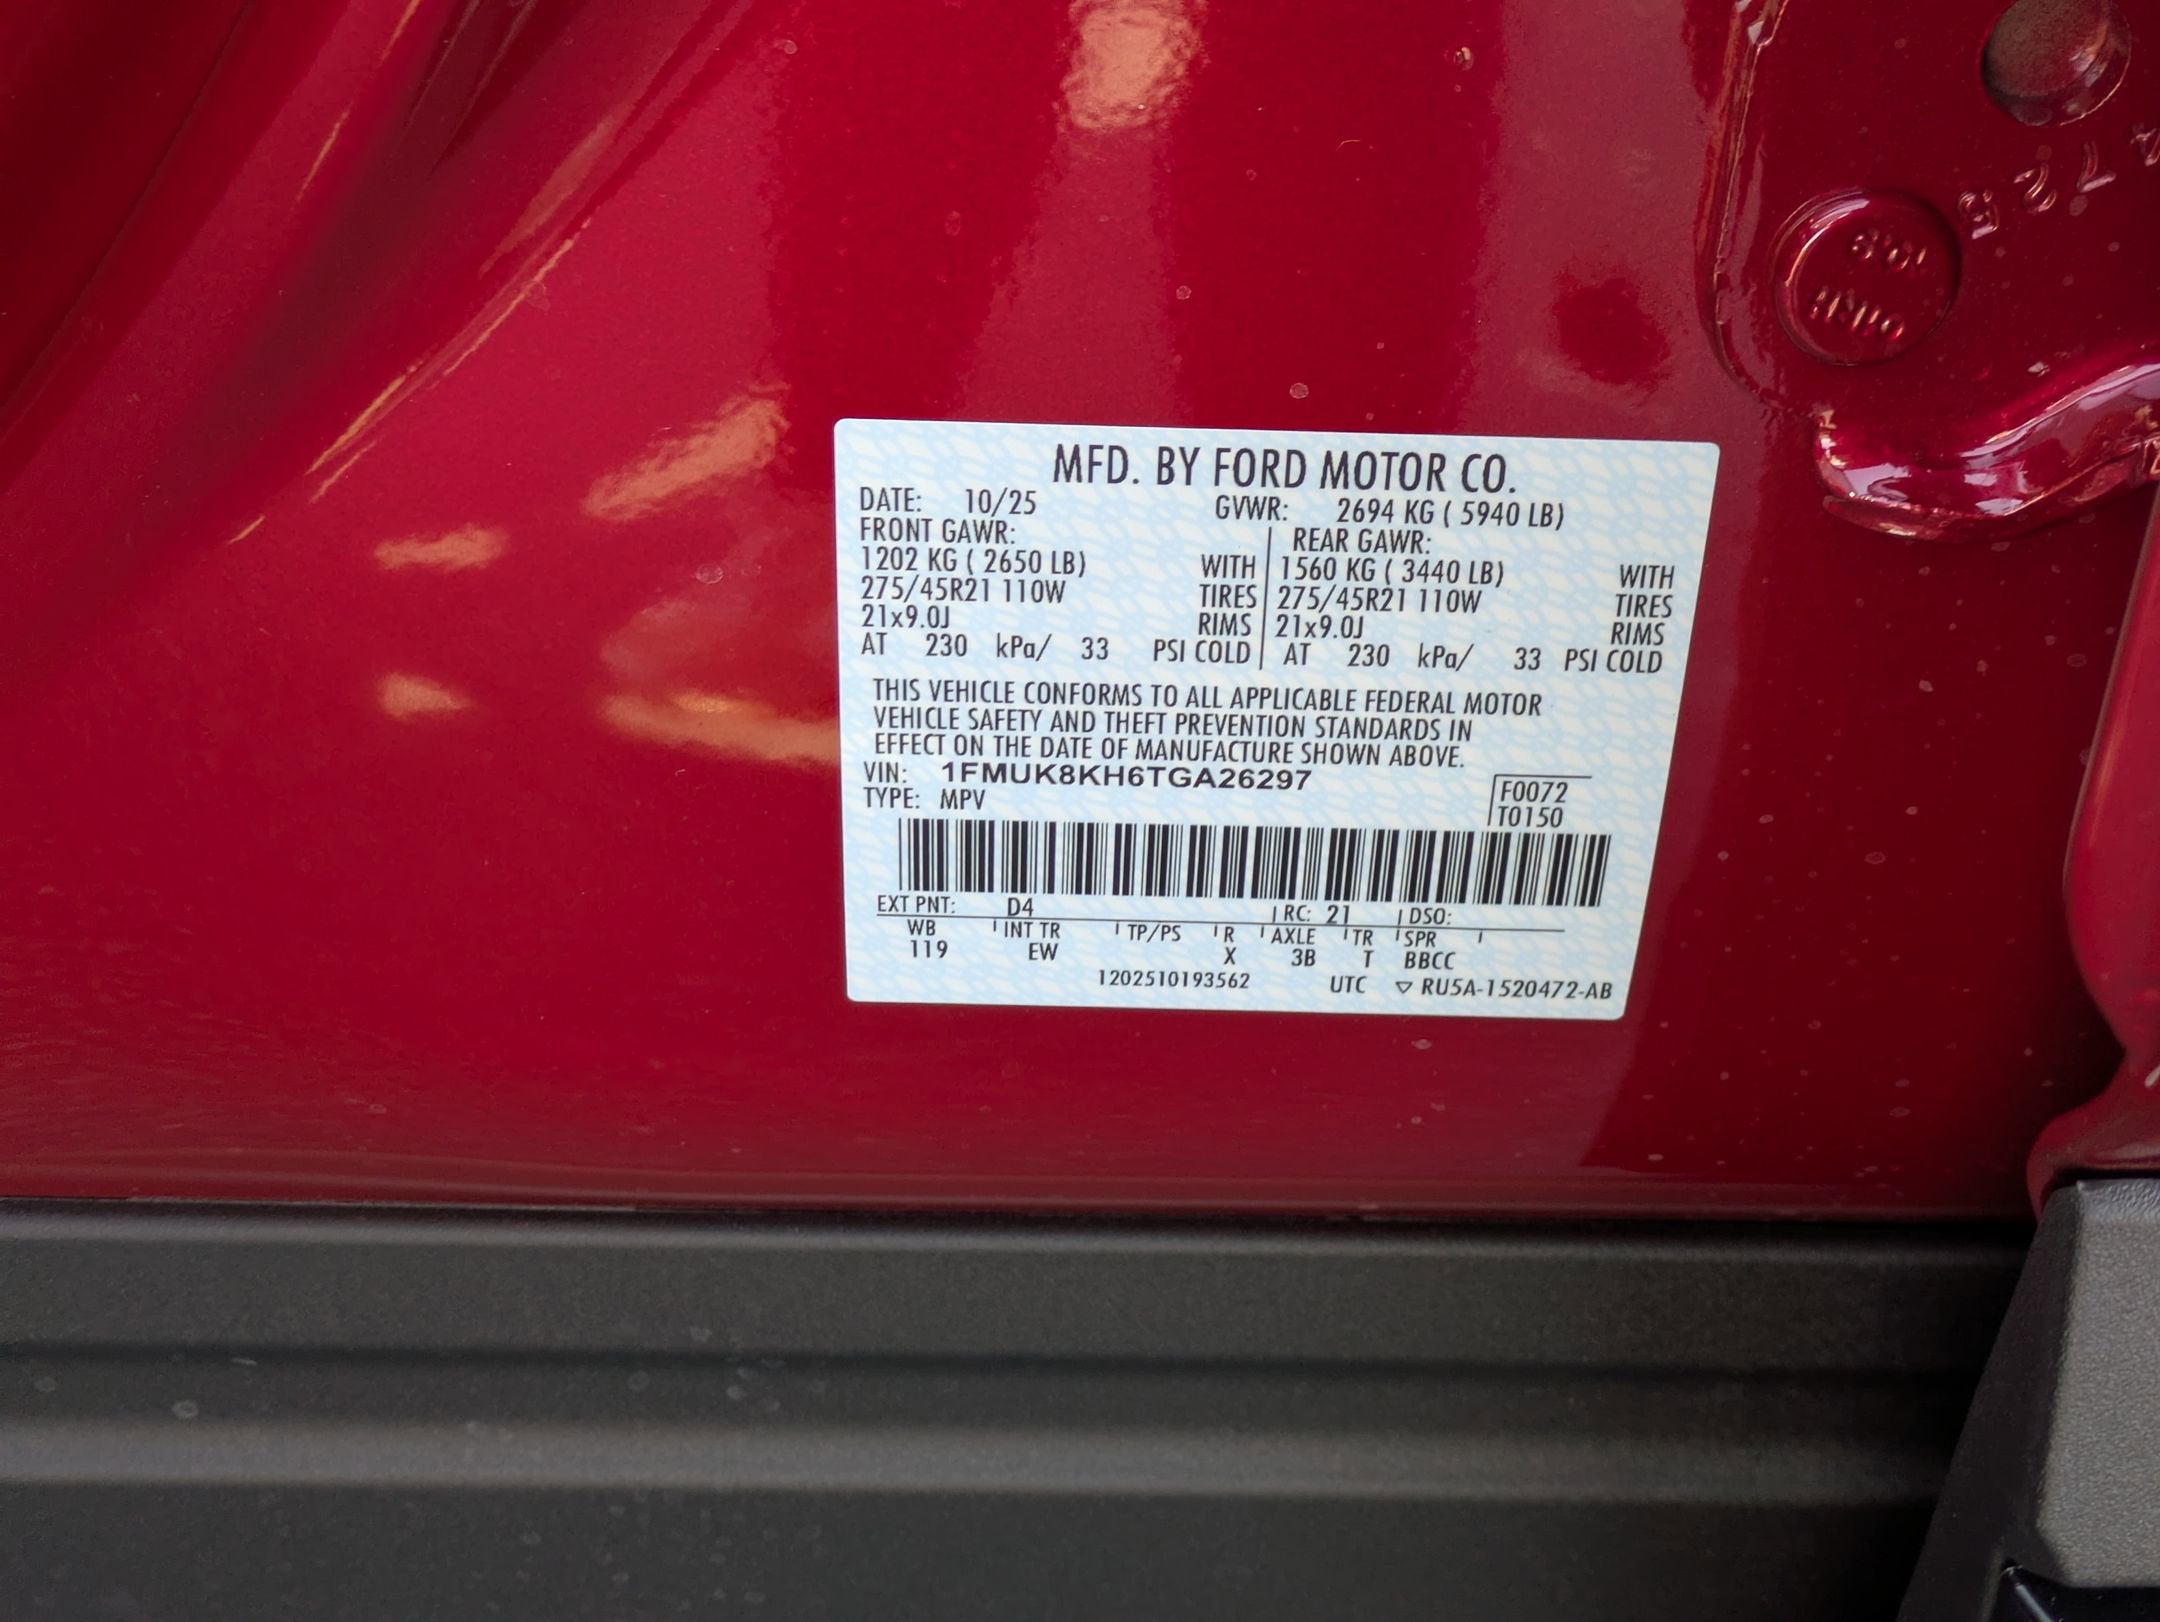 MFD. BY FORD MOTOR CO.
DATE: 10/25 GVWR: 2694 KG ( 5940 LB)
FRONT GAWR: REAR GAWR:
1202 KG ( 2650 LB) WITH 1560 KG ( 3440 LB) WITH
275/45R21 110W TIRES 275/45R21 110W TIRES
21x9.0J RIMS 21x9.0J RIMS
AT 230 kPa/ 33 PSI COLD AT 230 kPa/ 33 PSI COLD
THIS VEHICLE CONFORMS TO ALL APPLICABLE FEDERAL MOTOR
VEHICLE SAFETY AND THEFT PREVENTION STANDARDS IN
EFFECT ON THE DATE OF MANUFACTURE SHOWN ABOVE.
VIN: 1FMUK8KH6TGA26297
TYPE: MPV
F0072
T0150
EXT PNT: D4 RC: 21 DSO:
WB INT TR TP/PS R AXLE TR SPR
119 EW X 3B T BBCC
1202510193562 UTC ▽ RU5A-1520472-AB